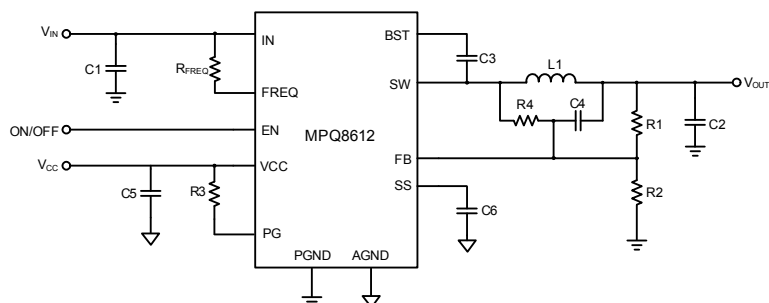 VIN
IN
BST
C1
RFREQ
C3
L1
SW
VOUT
FREQ
R4
C4
R1
C2
ON/OFF
EN
MPQ8612
VCC
VCC
FB
C5
R3
SS
R2
C6
PG
PGND
AGND